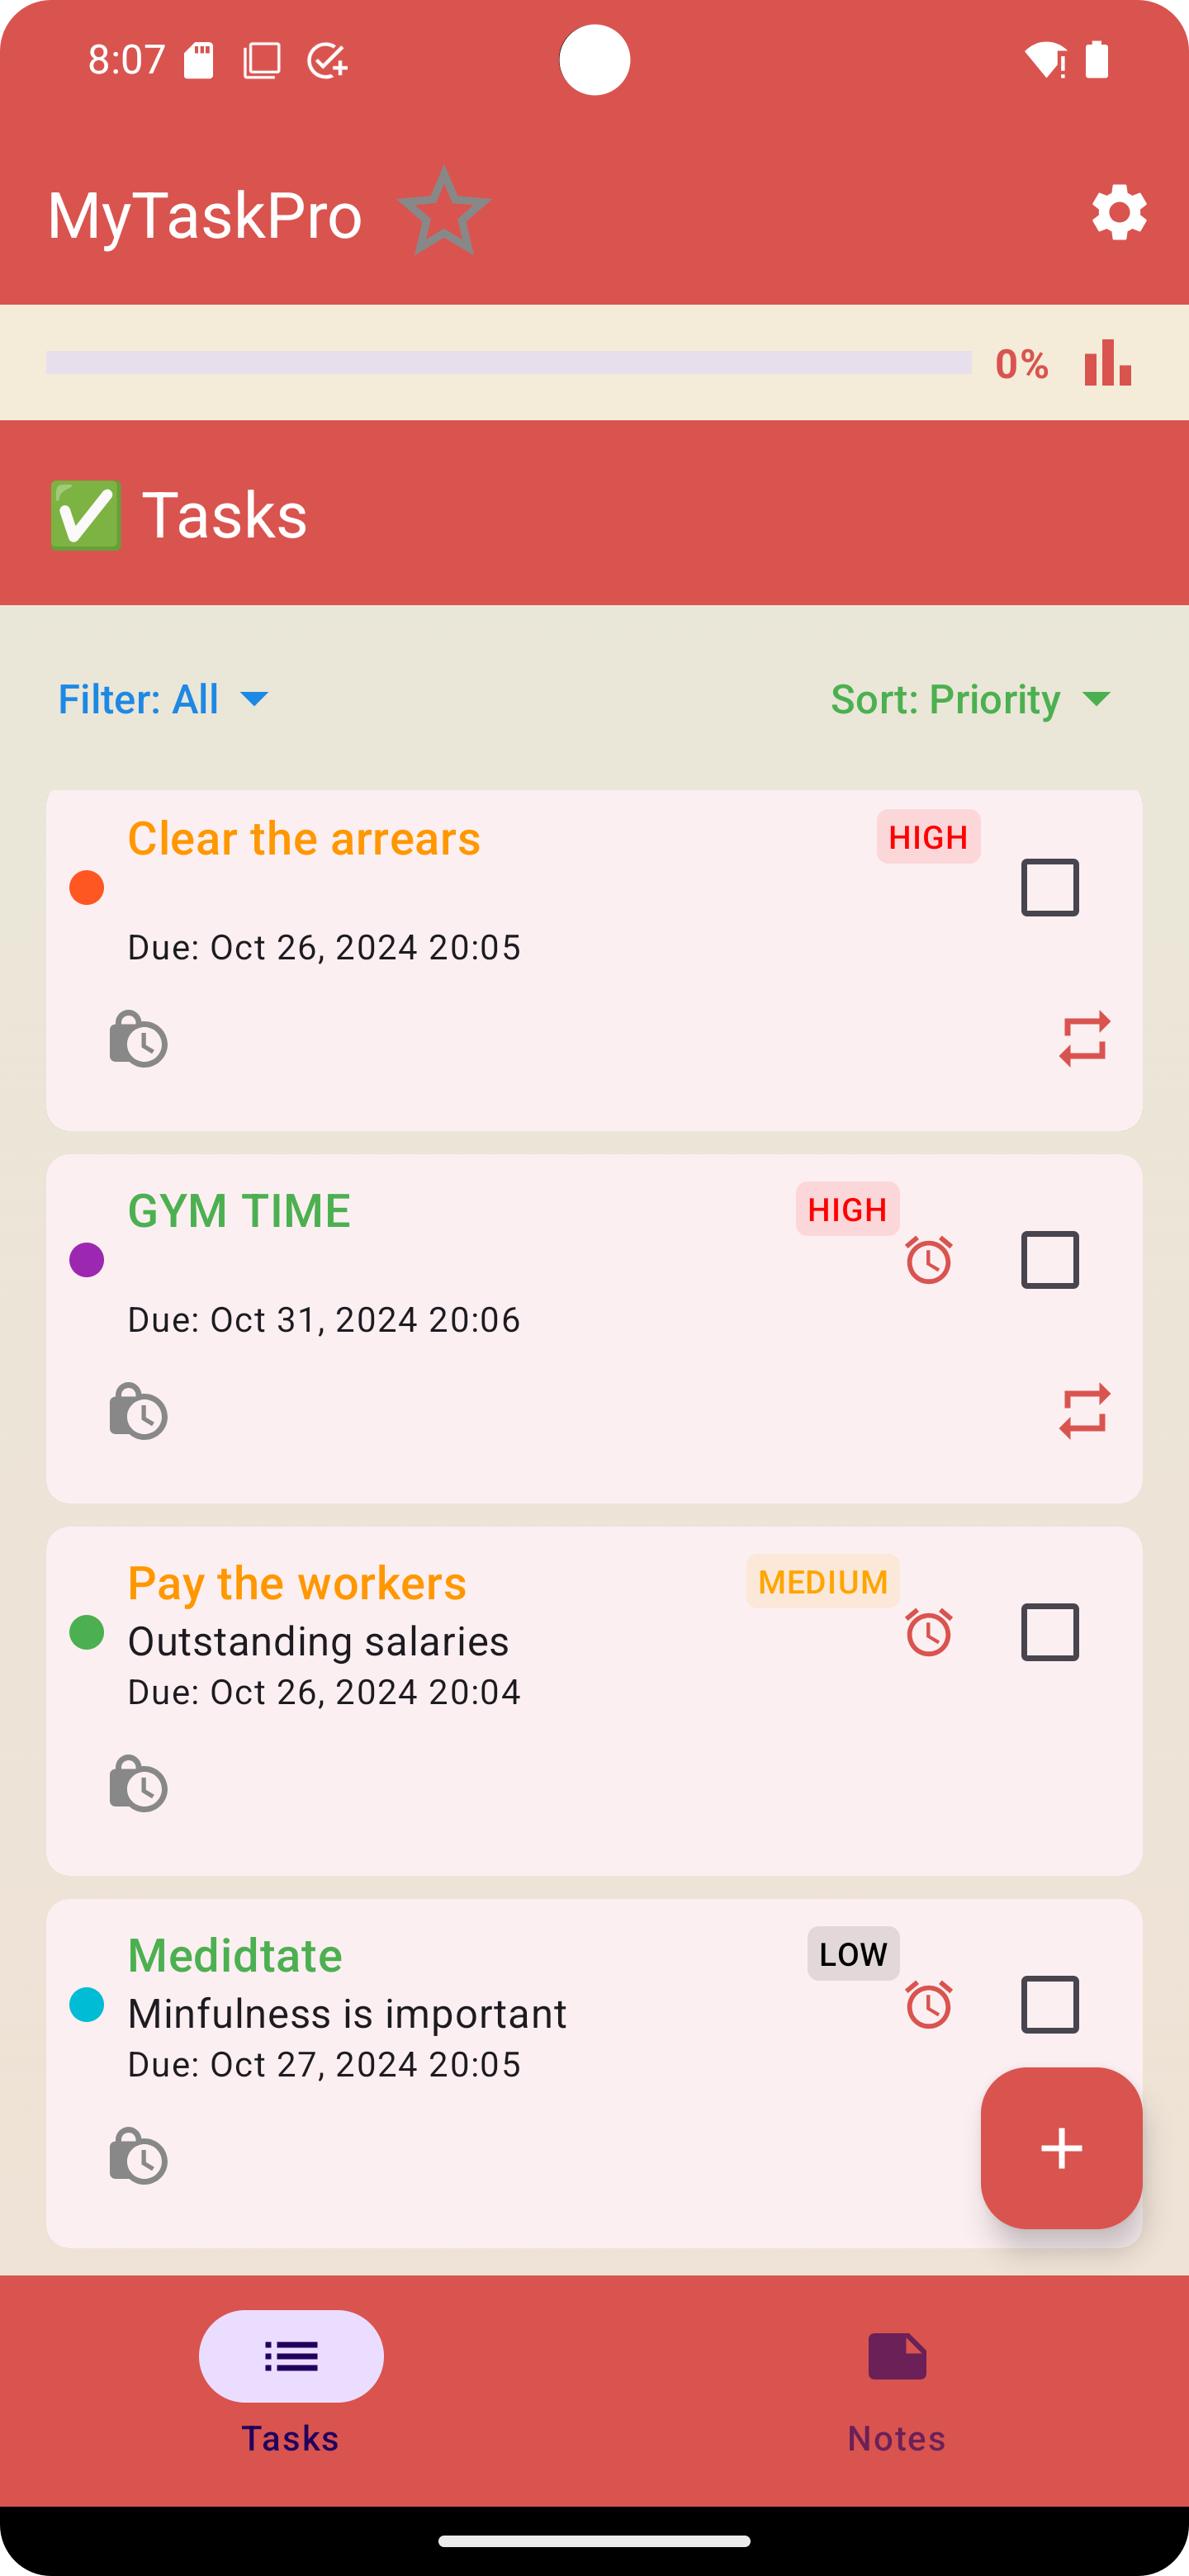 8:07
MyTaskPro
0%
✅ Tasks
Filter: All
Sort: Priority
Clear the arrears
HIGH
Due: Oct 26, 2024 20:05
GYM TIME
HIGH
Due: Oct 31, 2024 20:06
Pay the workers
MEDIUM
Outstanding salaries
Due: Oct 26, 2024 20:04
Medidtate
LOW
Minfulness is important
Due: Oct 27, 2024 20:05
+
Tasks
Notes